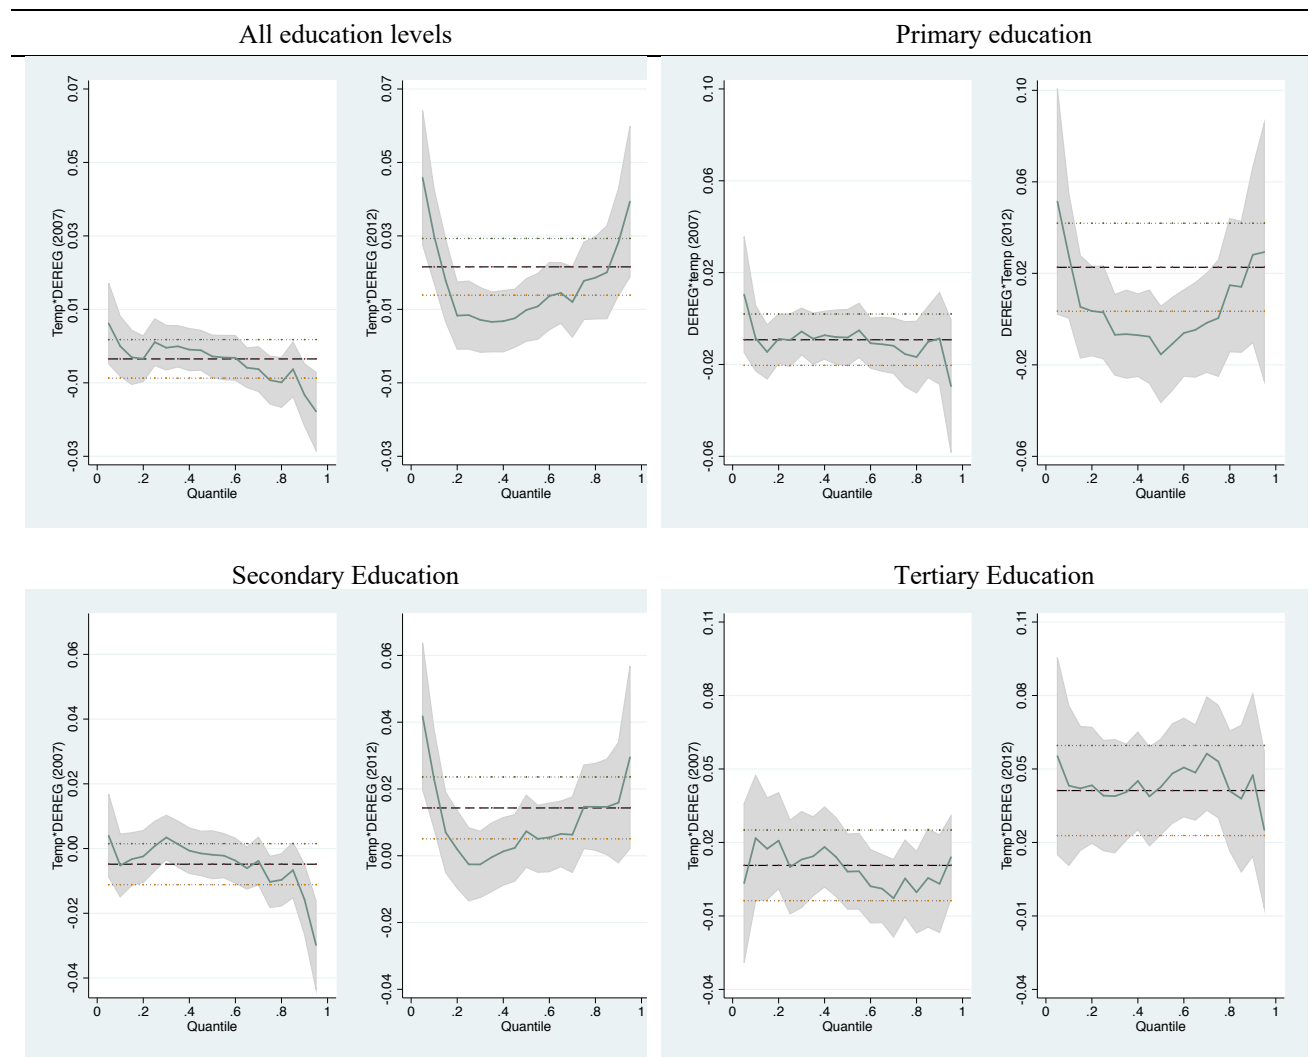 All education levels
Primary education
Temp*DEREG (2007)
0.07
0.05
0.03
0.01
-0.01
-0.03
0 .2 .4 .6 .8 1
Quantile
Temp*DEREG (2012)
0.07
0.05
0.03
0.01
-0.01
-0.03
0 .2 .4 .6 .8 1
Quantile
DEREG*temp (2007)
0.10
0.06
0.02
-0.02
-0.06
0 .2 .4 .6 .8 1
Quantile
DEREG*Temp (2012)
0.10
0.06
0.02
-0.02
-0.06
0 .2 .4 .6 .8 1
Quantile
Secondary Education
Tertiary Education
Temp*DEREG (2007)
0.06
0.04
0.02
0.00
-0.02
-0.04
0 .2 .4 .6 .8 1
Quantile
Temp*DEREG (2012)
0.06
0.04
0.02
0.00
-0.02
-0.04
0 .2 .4 .6 .8 1
Quantile
Temp*DEREG (2007)
0.11
0.08
0.05
0.02
-0.01
-0.04
0 .2 .4 .6 .8 1
Quantile
Temp*DEREG (2012)
0.11
0.08
0.05
0.02
-0.01
-0.04
0 .2 .4 .6 .8 1
Quantile